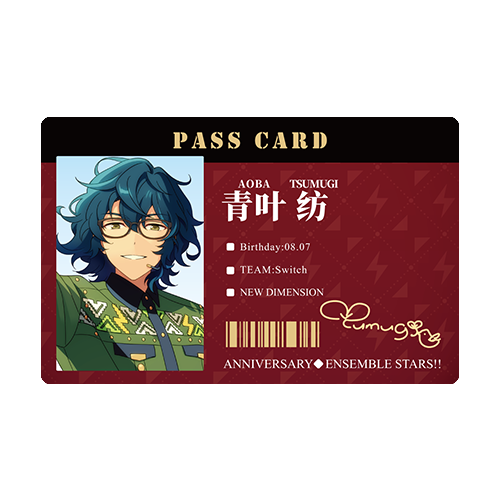 PASS CARD
AOBA TSUMUGI
青叶 纺
Birthday:08.07
TEAM:Switch
NEW DIMENSION
Tsumugi
ANNIVERSARY◆ENSEMBLE STARS!!